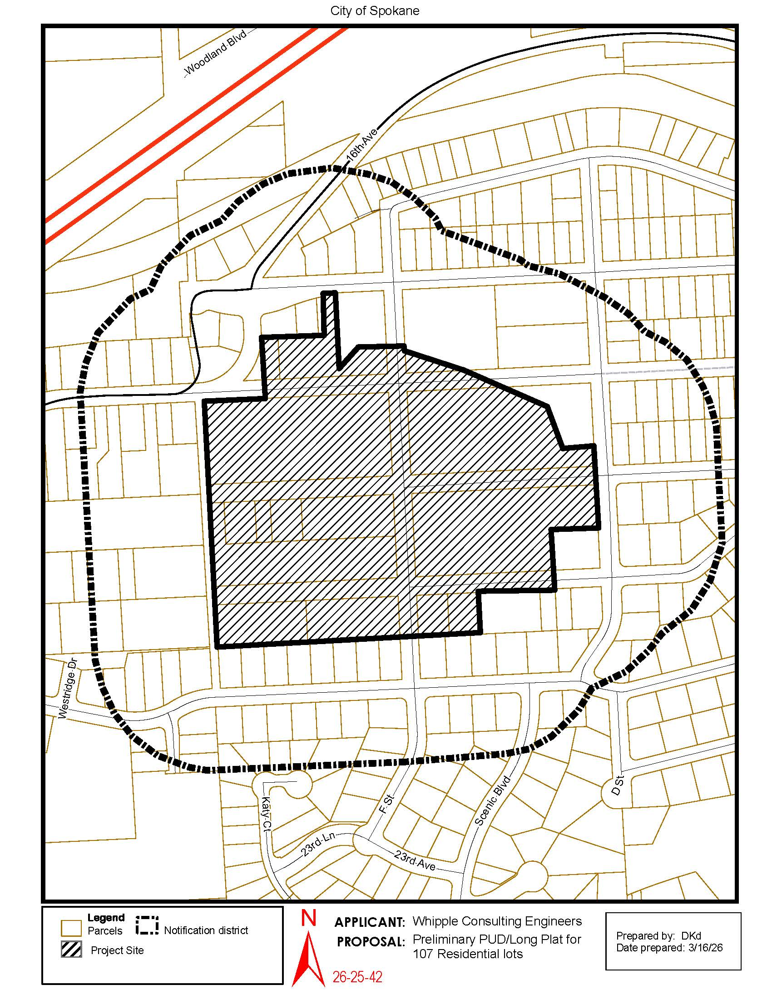 City of Spokane
Woodland Blvd
16th Ave
Westridge Dr
Katy Ct
F St
Scenic Blvd
D St
23rd Ln
23rd Ave
Legend
Parcels
Notification district
Project Site
N
26-25-42
APPLICANT: Whipple Consulting Engineers
PROPOSAL: Preliminary PUD/Long Plat for
107 Residential lots
Prepared by: DKd
Date prepared: 3/16/26